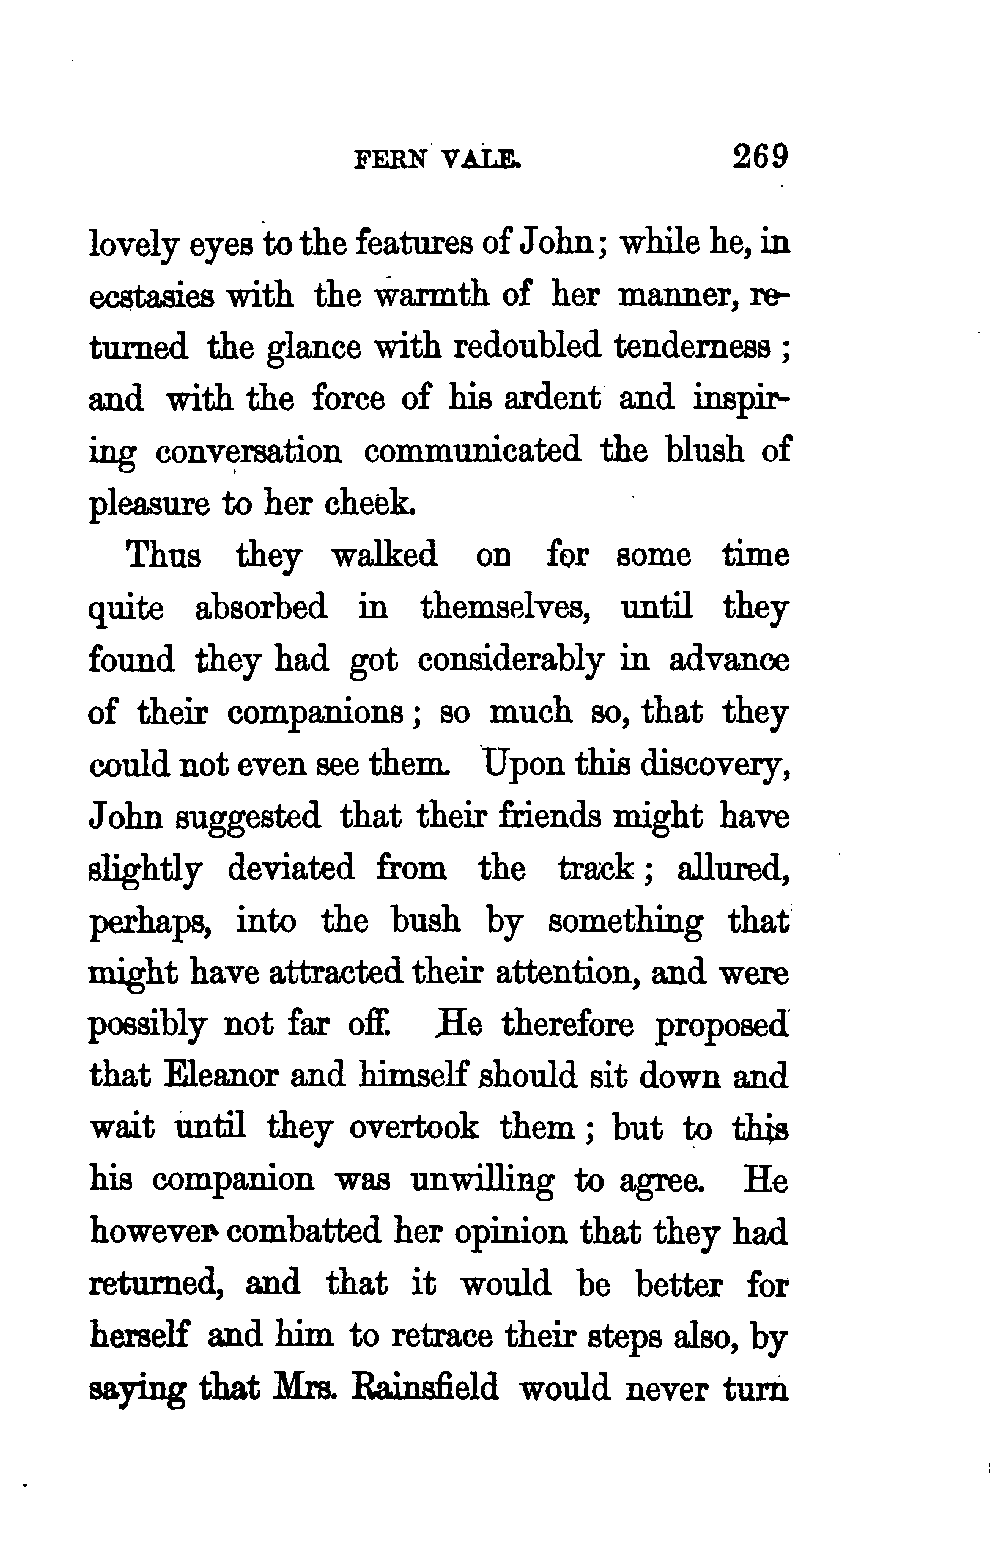 FERN VALE. 269
lovely eyes to the features of John; while he, in
ecstasies with the warmth of her manner, re-
turned the glance with redoubled tenderness ;
and with the force of his ardent and inspir-
ing conversation communicated the blush of
pleasure to her cheek.
Thus they walked on for some time
quite absorbed in themselves, until they
found they had got considerably in advance
of their companions ; so much so, that they
could not even see them. Upon this discovery,
John suggested that their friends might have
slightly deviated from the track ; allured,
perhaps, into the bush by something that
might have attracted their attention, and were
possibly not far off. He therefore proposed
that Eleanor and himself should sit down and
wait until they overtook them ; but to this
his companion was unwilling to agree. He
however combatted her opinion that they had
returned, and that it would be better for
herself and him to retrace their steps also, by
saying that Mrs. Rainsfield would never turn